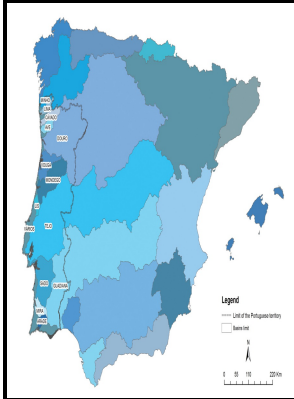 MINHO
LIMA
CAVADO
AVE
DOURO
VOUGA
MONDEGO
LIS
TEJO
SADO
GUADIANA
MIRA
Legend
Limit of the Portuguese territory
Basins limit
N
0 55 110 220 Km